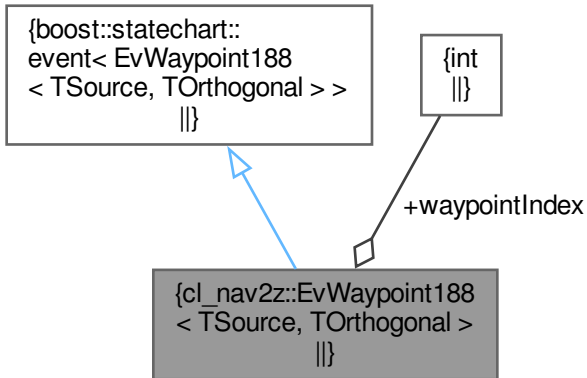 {boost::statechart::
event< EvWaypoint188
< TSource, TOrthogonal > >
||}
{int
||}
+waypointIndex
{cl_nav2z::EvWaypoint188
< TSource, TOrthogonal >
||}